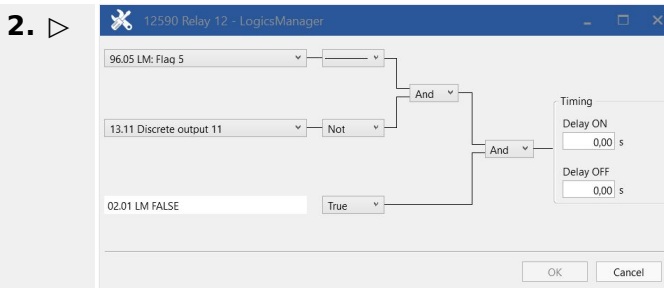 2.
12590 Relay 12 - LogicsManager
96.05 LM: Flag 5
And
Timing
Delay ON
13.11 Discrete output 11
Not
0,00 s
And
Delay OFF
0,00 s
02.01 LM FALSE
True
OK
Cancel